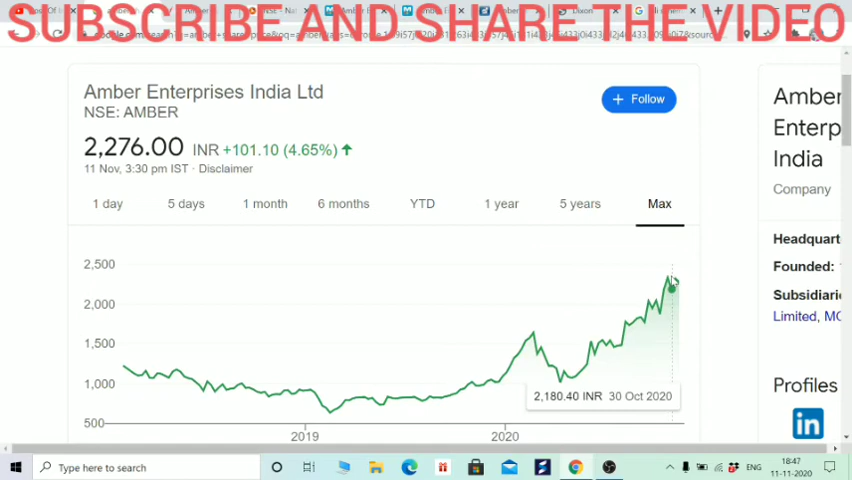 SUBSCRIBE AND SHARE THE VIDEO
Amber Enterprises India Ltd
NSE: AMBER
+ Follow
2,276.00 INR +101.10 (4.65%) ↑
11 Nov, 3:30 pm IST · Disclaimer
1 day 5 days 1 month 6 months YTD 1 year 5 years Max
2,500
2,000
1,500
1,000
500
2,180.40 INR 30 Oct 2020
2019 2020
Amber
Enterp
India
Company
Headquart
Founded:
Subsidiari
Limited, MC
Profiles
LinkedIn
in
Type here to search
ENG
18:47
11-11-2020